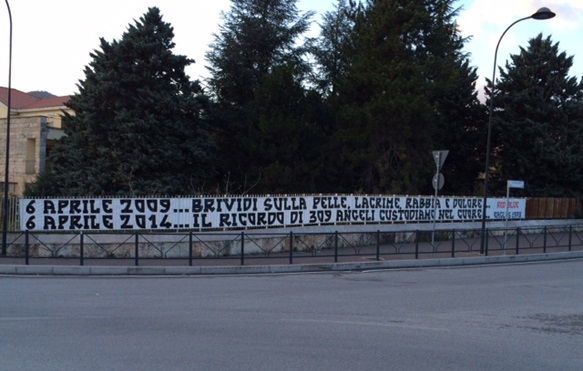 6 APRILE 2009... BRIVIDI SULLA PELLE, LACRIME, RABBIA E DOLORE
6 APRILE 2014... IL RICORDO DI 309 ANGELI CUSTODIAMO NEL CUORE